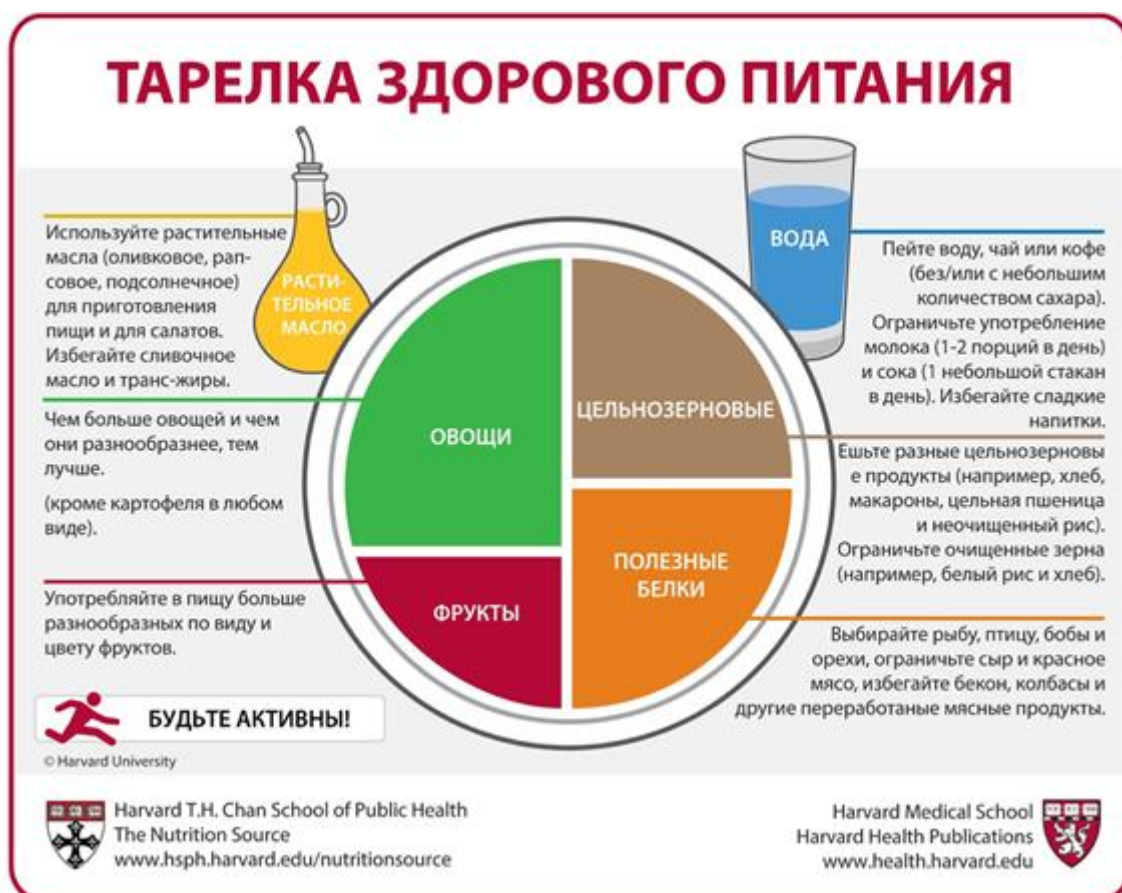 ТАРЕЛКА ЗДОРОВОГО ПИТАНИЯ
Используйте растительные
масла (оливковое, рап-
совое, подсолнечное)
для приготовления
пищи и для салатов.
Избегайте сливочное
масло и транс-жиры.
РАСТИ-
ТЕЛЬНОЕ
МАСЛО
ВОДА
Пейте воду, чай или кофе
(без/или с небольшим
количеством сахара).
Ограничьте употребление
молока (1-2 порций в день)
и сока (1 небольшой стакан
в день). Избегайте сладкие
напитки.
Чем больше овощей и чем
они разнообразнее, тем
лучше.
(кроме картофеля в любом
виде).
ОВОЩИ
ЦЕЛЬНОЗЕРНОВЫЕ
Ешьте разные цельнозерновы
е продукты (например, хлеб,
макароны, цельная пшеница
и неочищенный рис).
Ограничьте очищенные зерна
(например, белый рис и хлеб).
Употребляйте в пищу больше
разнообразных по виду и
цвету фруктов.
ФРУКТЫ
ПОЛЕЗНЫЕ
БЕЛКИ
Выбирайте рыбу, птицу, бобы и
орехи, ограничьте сыр и красное
мясо, избегайте бекон, колбасы и
другие переработаные мясные продукты.
БУДЬТЕ АКТИВНЫ!
© Harvard University
Harvard T.H. Chan School of Public Health
The Nutrition Source
www.hsph.harvard.edu/nutritionsource
Harvard Medical School
Harvard Health Publications
www.health.harvard.edu